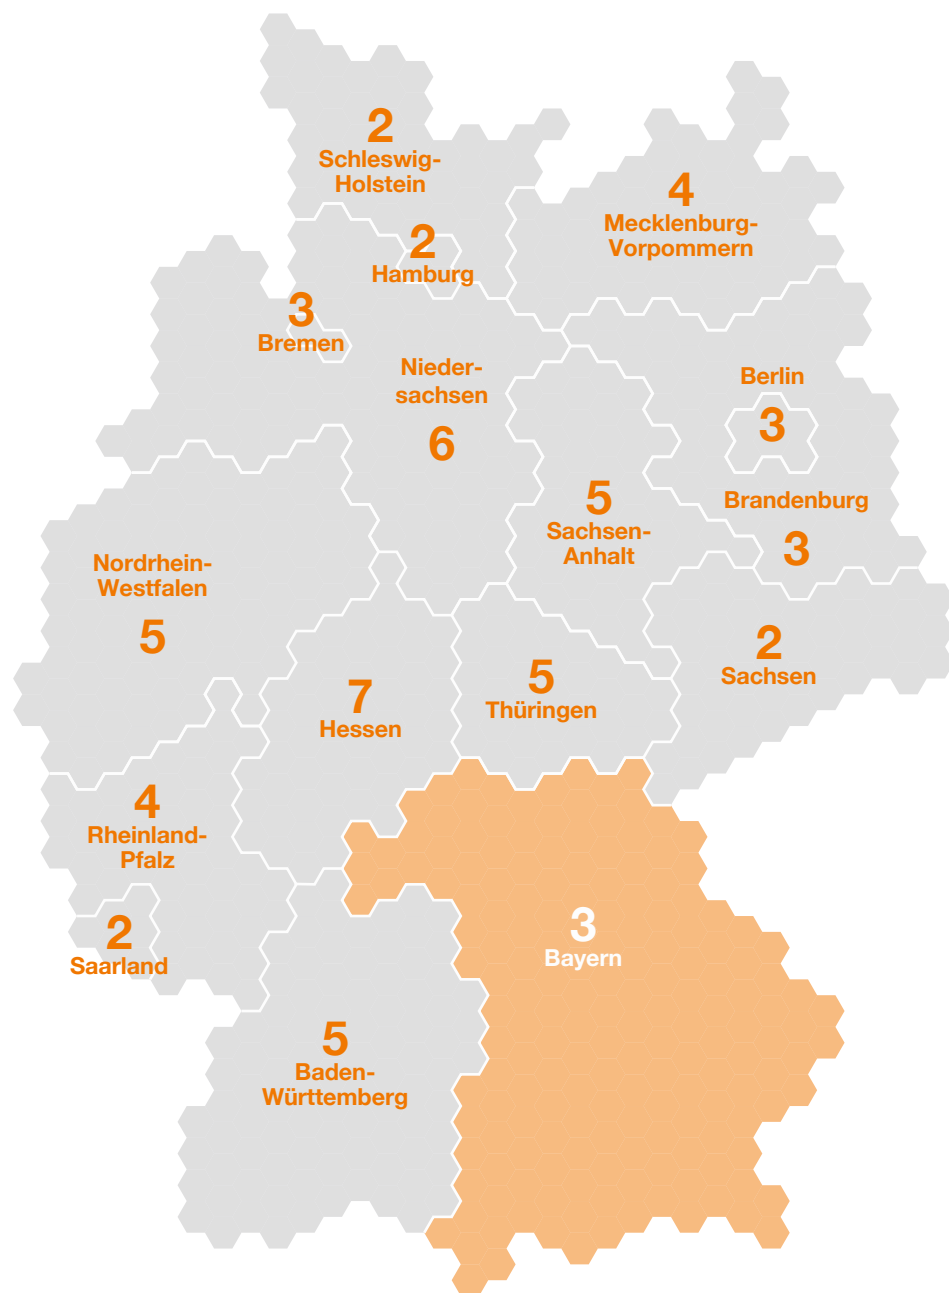 2
Schleswig-
Holstein
4
Mecklenburg-
Vorpommern
2
Hamburg
3
Bremen
Nieder-
sachsen
6
Berlin
3
Brandenburg
3
5
Sachsen-
Anhalt
Nordrhein-
Westfalen
5
2
Sachsen
7
Hessen
5
Thüringen
4
Rheinland-
Pfalz
2
Saarland
3
Bayern
5
Baden-
Württemberg